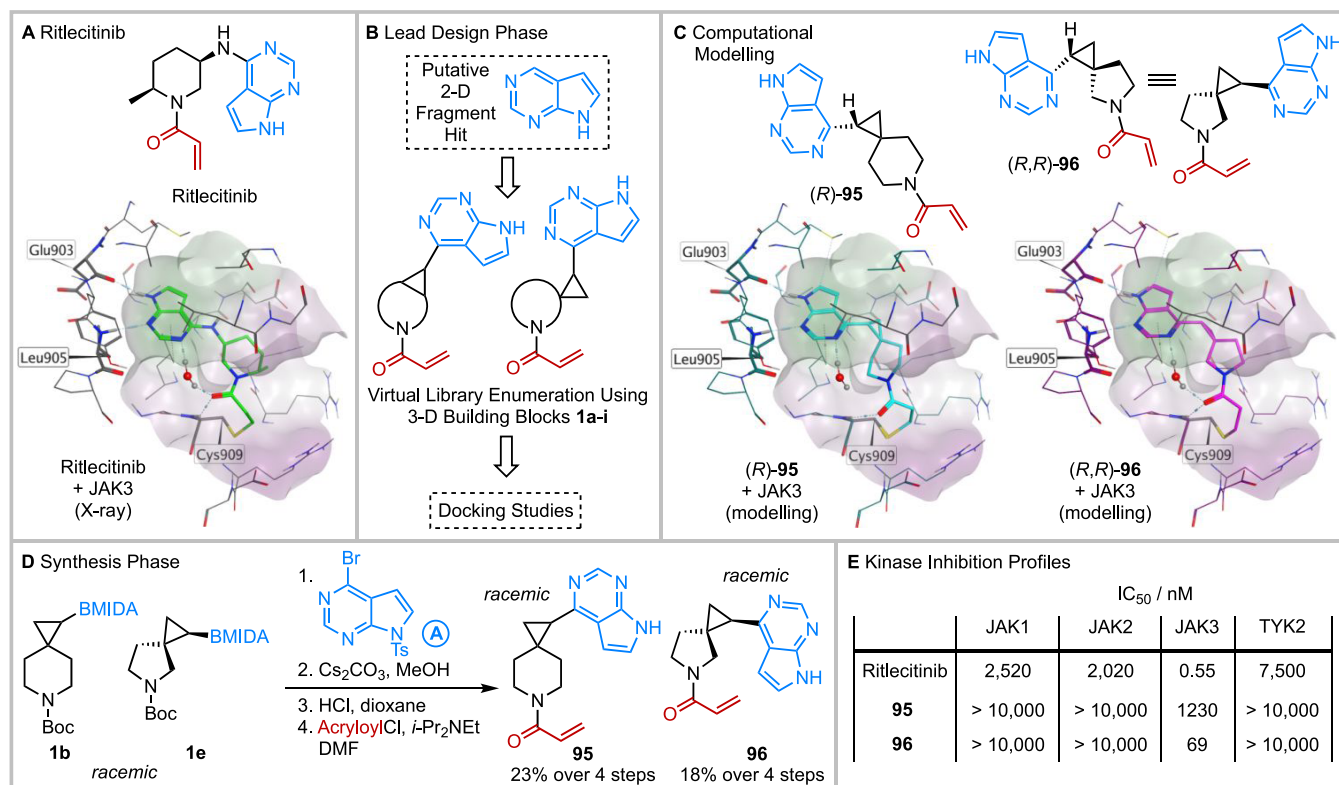 A Ritlecitinib
N
H
N
N
N
N
H
O
Ritlecitinib
Glu903
Leu905
Cys909
Ritlecitinib
+ JAK3
(X-ray)
B Lead Design Phase
Putative
2-D
Fragment
Hit
N
N
N
H
N
N
NH
N
O
N
N
H
N
N
O
Virtual Library Enumeration Using
3-D Building Blocks 1a-i
Docking Studies
C Computational
Modelling
HN
N
N
H
N
O
(R)-95
HN
N
N
H
N
O
(R,R)-96
NH
N
N
N
O
Glu903
Leu905
Cys909
(R)-95
+ JAK3
(modelling)
Glu903
Leu905
Cys909
(R,R)-96
+ JAK3
(modelling)
D Synthesis Phase
BMIDA
N
Boc
1b
BMIDA
N
Boc
1e
racemic
1.
Br
N
N
N
Ts
A
2. Cs2CO3, MeOH
3. HCl, dioxane
4. AcryloylCl, i-Pr2NEt
DMF
racemic
N
N
NH
N
O
95
23% over 4 steps
racemic
N
N
N
H
N
O
96
18% over 4 steps
E Kinase Inhibition Profiles
IC50 / nM
JAK1 JAK2 JAK3 TYK2
Ritlecitinib 2,520 2,020 0.55 7,500
95 > 10,000 > 10,000 1230 > 10,000
96 > 10,000 > 10,000 69 > 10,000